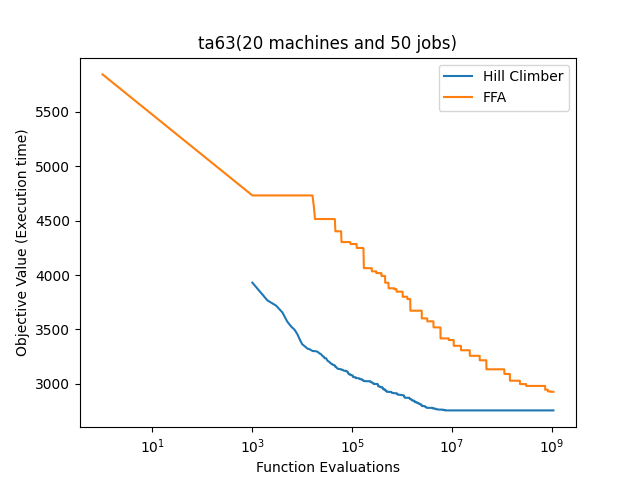 ta63(20 machines and 50 jobs)
Hill Climber
FFA
5500
5000
4500
4000
3500
3000
Objective Value (Execution time)
10¹ 10³ 10⁵ 10⁷ 10⁹
Function Evaluations